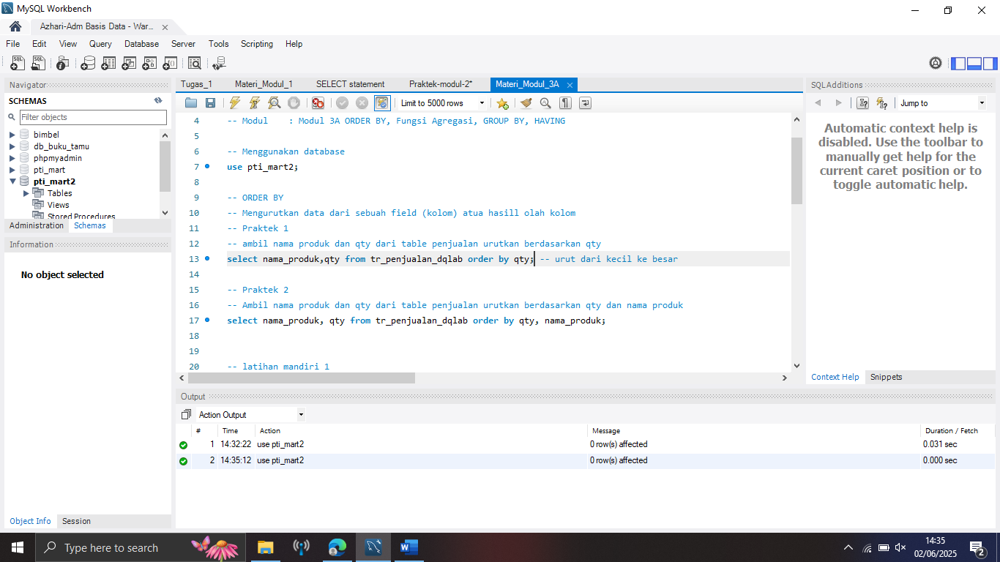 MySQL Workbench
Azhari-Adm Basis Data - War...
File Edit View Query Database Server Tools Scripting Help
Navigator
SCHEMAS
Filter objects
bimbel
db_buku_tamu
phpmyadmin
pti_mart
pti_mart2
Tables
Views
Stored Procedures
Administration Schemas
Information
No object selected
Object Info Session
Tugas_1 Materi_Modul_1 SELECT statement Praktek-modul-2* Materi_Modul_3A
Limit to 5000 rows
4 -- Modul    : Modul 3A ORDER BY, Fungsi Agregasi, GROUP BY, HAVING
5
6 -- Menggunakan database
7 use pti_mart2;
8
9 -- ORDER BY
10 -- Mengurutkan data dari sebuah field (kolom) atua hasill olah kolom
11 -- Praktek 1
12 -- ambil nama produk dan qty dari table penjualan urutkan berdasarkan qty
13 select nama_produk,qty from tr_penjualan_dqlab order by qty; -- urut dari kecil ke besar
14
15 -- Praktek 2
16 -- Ambil nama produk dan qty dari table penjualan urutkan berdasarkan qty dan nama produk
17 select nama_produk, qty from tr_penjualan_dqlab order by qty, nama_produk;
18
19
20 -- latihan mandiri 1
SQLAdditions
Jump to
Automatic context help is
disabled. Use the toolbar to
manually get help for the
current caret position or to
toggle automatic help.
Context Help Snippets
Output
Action Output
# Time Action Message Duration / Fetch
1 14:32:22 use pti_mart2 0 row(s) affected 0.031 sec
2 14:35:12 use pti_mart2 0 row(s) affected 0.000 sec
Type here to search
14:35
02/06/2025
2